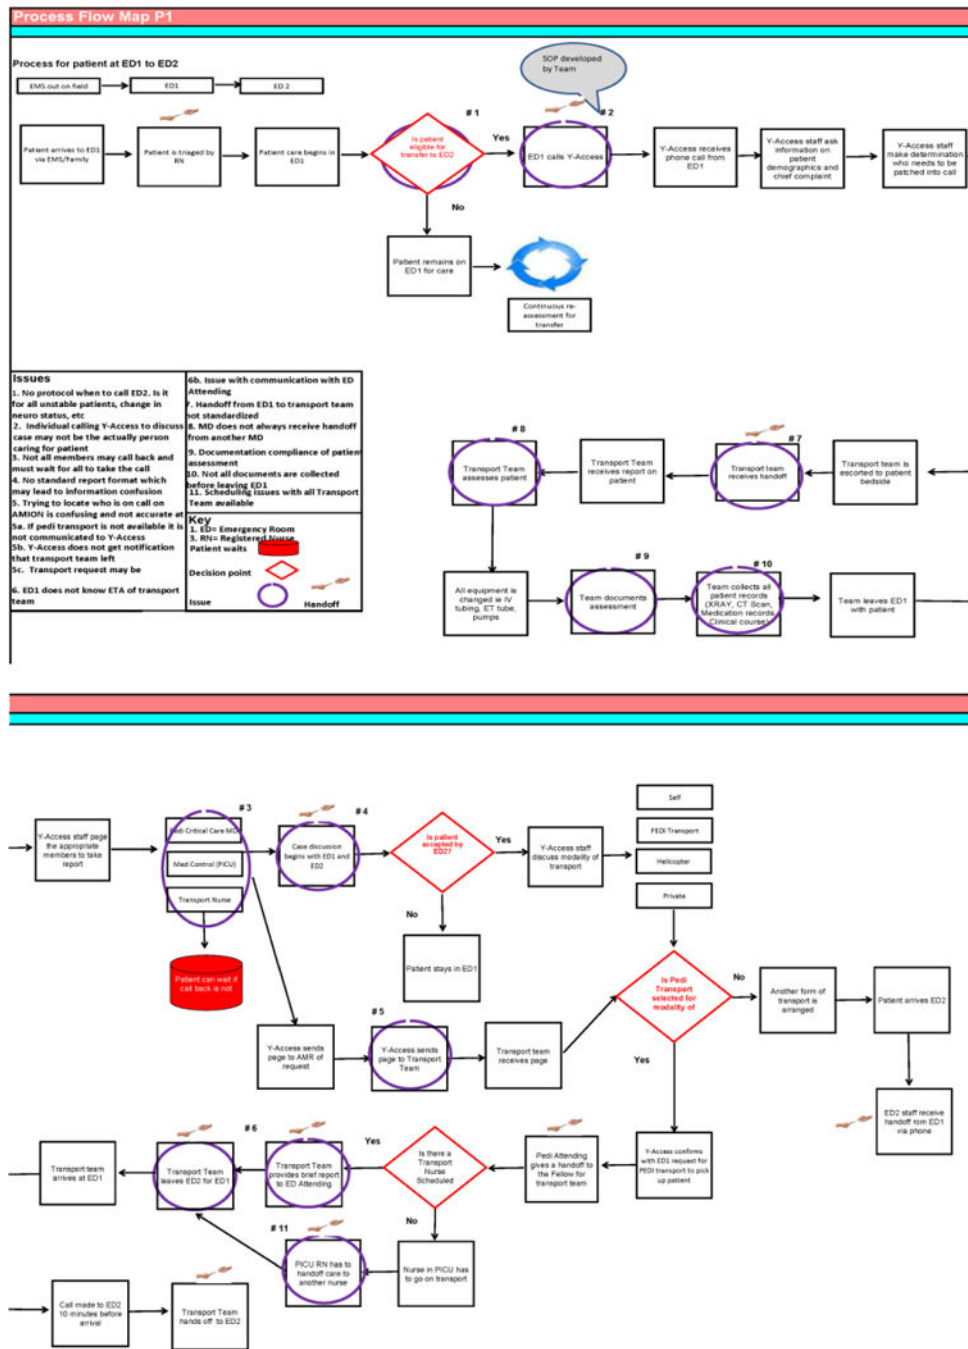 Process Flow Map P1
Process for patient at ED1 to ED2
EMS out on field
ED1
ED 2
SOP developed
by Team
# 1
# 2
Patient arrives to ED1
via EMS/family
Patient is triaged by
RN
Patient care begins in
ED1
Is patient
eligible for
transfer to ED2
Yes
ED1 calls Y-Access
Y-Access receives
phone call from
ED1
Y-Access staff ask
information on
patient
demographics and
chief complaint
Y-Access staff
make determination
who needs to be
patched into call
No
Patient remains on
ED1 for care
Continuous re-
assessment for
transfer
Issues
1. No protocol when to call ED2. Is it
for all unstable patients, change in
neuro status, etc
2. Individual calling Y-Access to discuss
case may not be the actually person
caring for patient
3. Not all members may call back and
must wait for all to take the call
4. No standard report format which
may lead to information confusion
5. Trying to locate who is on call on
AMION is confusing and not accurate at
5a. If pedi transport is not available it is
not communicated to Y-Access
5b. Y-Access does not get notification
that transport team left
5c. Transport request may be
6. ED1 does not know ETA of transport
team
6b. Issue with communication with ED
Attending
7. Handoff from ED1 to transport team
not standardized
8. MD does not always receive handoff
from another MD
9. Documentation compliance of patient
assessment
10. Not all documents are collected
before leaving ED1
11. Scheduling issues with all Transport
Team available
Key
1. ED= Emergency Room
3. RN= Registered Nurse
Patient waits
Decision point
Issue
Handoff
# 8
# 7
Transport Team
assesses patient
Transport Team
receives report on
patient
Transport team
receives handoff
Transport team is
escorted to patient
bedside
# 9
# 10
All equipment is
changed ie IV
tubing, ET tube,
pumps
Team documents
assessment
Team collects all
patient records
(XRAY, CT Scan,
Medication records,
Clinical course)
Team leaves ED1
with patient
# 3
# 4
Y-Access staff page
the appropriate
members to take
report
Pedi Critical Care MD
Med Control (PICU)
Transport Nurse
Case discussion
begins with ED1 and
ED2
Is patient
accepted by
ED2?
Yes
Y-Access staff
discuss modality of
transport
Self
PEDI Transport
Helicopter
Private
No
Patient stays in ED1
Patient can wait if
call back is not
# 5
Y-Access sends
page to AMR of
request
Y-Access sends
page to Transport
Team
Transport team
receives page
Is Pedi
Transport
selected for
modality of
No
Another form of
transport is
arranged
Patient arrives ED2
Yes
ED2 staff receive
handoff rom ED1
via phone
# 6
Transport team
arrives at ED1
Transport Team
leaves ED2 for ED1
Transport Team
provides brief report
to ED Attending
Yes
Is there a
Transport
Nurse
Scheduled
Pedi Attending
gives a handoff to
the Fellow for
transport team
Y-Access confirms
with ED1 request for
PEDI transport to pick
up patient
No
# 11
PICU RN has to
handoff care to
another nurse
Nurse in PICU has
to go on transport
Call made to ED2
10 minutes before
arrival
Transport Team
hands off to ED2